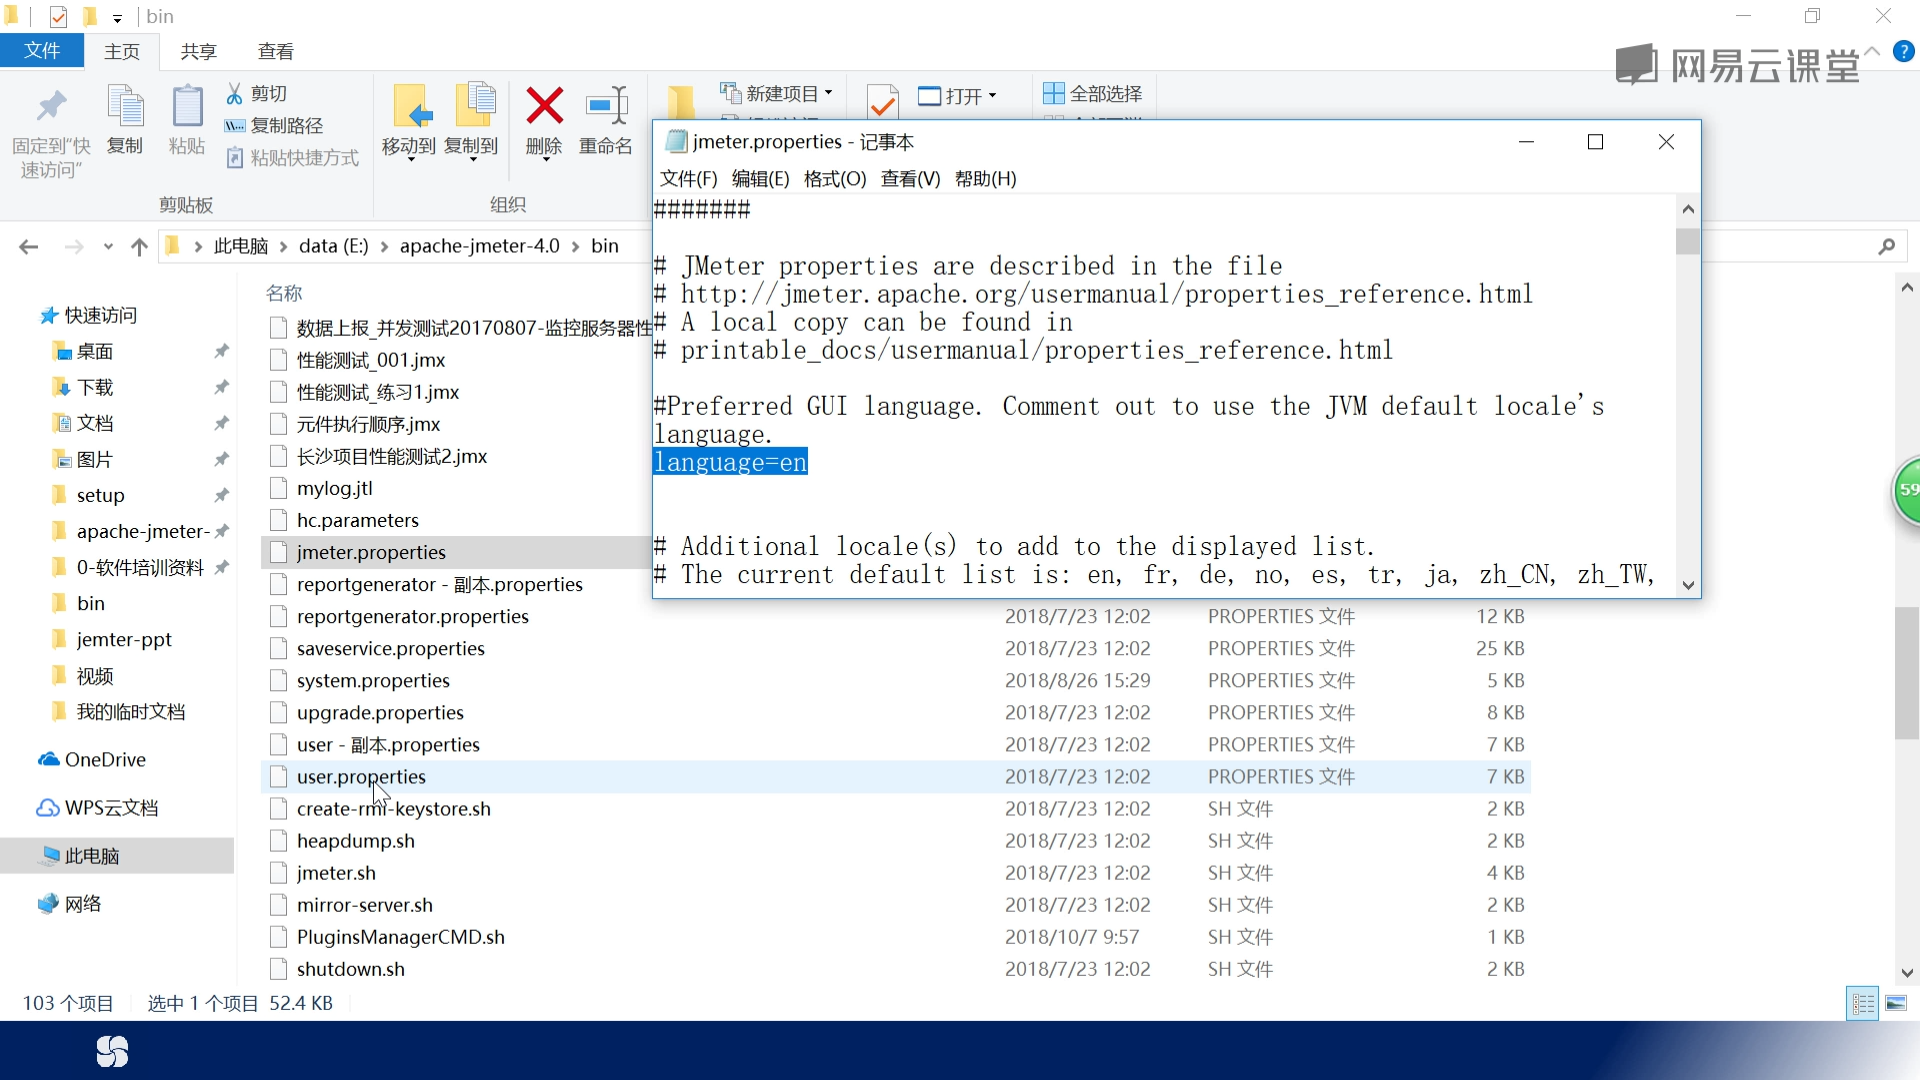 bin
文件
主页
共享
查看
网易云课堂
固定到"快
速访问"
复制
粘贴
剪切
复制路径
粘贴快捷方式
移动到
复制到
删除
重命名
新建项目
打开
全部选择
剪贴板
组织
此电脑
data (E:)
apache-jmeter-4.0
bin
jmeter.properties - 记事本
文件(F) 编辑(E) 格式(O) 查看(V) 帮助(H)
#######
# JMeter properties are described in the file
# http://jmeter.apache.org/usermanual/properties_reference.html
# A local copy can be found in
# printable_docs/usermanual/properties_reference.html
#Preferred GUI language. Comment out to use the JVM default locale's
language.
language=en
# Additional locale(s) to add to the displayed list.
# The current default list is: en, fr, de, no, es, tr, ja, zh_CN, zh_TW,
59
快速访问
桌面
下载
文档
图片
setup
apache-jmeter-
0-软件培训资料
bin
jemter-ppt
视频
我的临时文档
OneDrive
WPS云文档
此电脑
网络
名称
数据上报_并发测试20170807-监控服务器性
性能测试_001.jmx
性能测试_练习1.jmx
元件执行顺序.jmx
长沙项目性能测试2.jmx
mylog.jtl
hc.parameters
jmeter.properties
reportgenerator - 副本.properties
reportgenerator.properties 2018/7/23 12:02 PROPERTIES 文件 12 KB
saveservice.properties 2018/7/23 12:02 PROPERTIES 文件 25 KB
system.properties 2018/8/26 15:29 PROPERTIES 文件 5 KB
upgrade.properties 2018/7/23 12:02 PROPERTIES 文件 8 KB
user - 副本.properties 2018/7/23 12:02 PROPERTIES 文件 7 KB
user.properties 2018/7/23 12:02 PROPERTIES 文件 7 KB
create-rmi-keystore.sh 2018/7/23 12:02 SH 文件 2 KB
heapdump.sh 2018/7/23 12:02 SH 文件 2 KB
jmeter.sh 2018/7/23 12:02 SH 文件 4 KB
mirror-server.sh 2018/7/23 12:02 SH 文件 2 KB
PluginsManagerCMD.sh 2018/10/7 9:57 SH 文件 1 KB
shutdown.sh 2018/7/23 12:02 SH 文件 2 KB
103 个项目
选中 1 个项目 52.4 KB